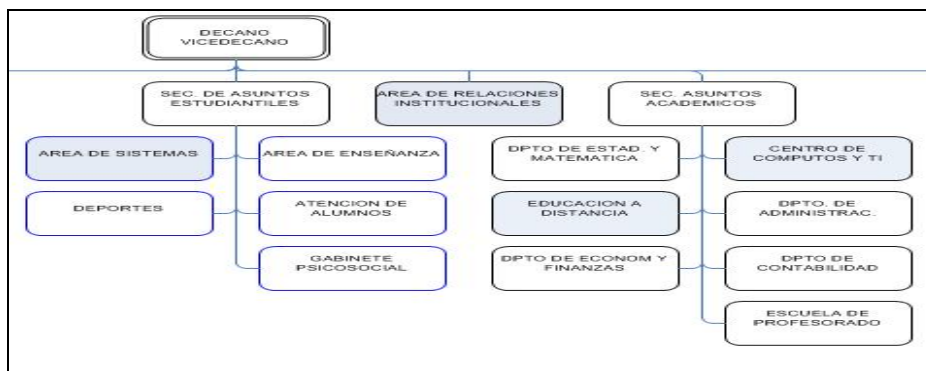 DECANO
VICEDECANO
SEC. DE ASUNTOS
ESTUDIANTILES
AREA DE RELACIONES
INSTITUCIONALES
SEC. ASUNTOS
ACADEMICOS
AREA DE SISTEMAS
AREA DE ENSEÑANZA
DPTO DE ESTAD. Y
MATEMATICA
CENTRO DE
COMPUTOS Y TI
DEPORTES
ATENCION DE
ALUMNOS
EDUCACION A
DISTANCIA
DPTO. DE
ADMINISTRAC.
GABINETE
PSICOSOCIAL
DPTO DE ECONOM Y
FINANZAS
DPTO DE
CONTABILIDAD
ESCUELA DE
PROFESORADO